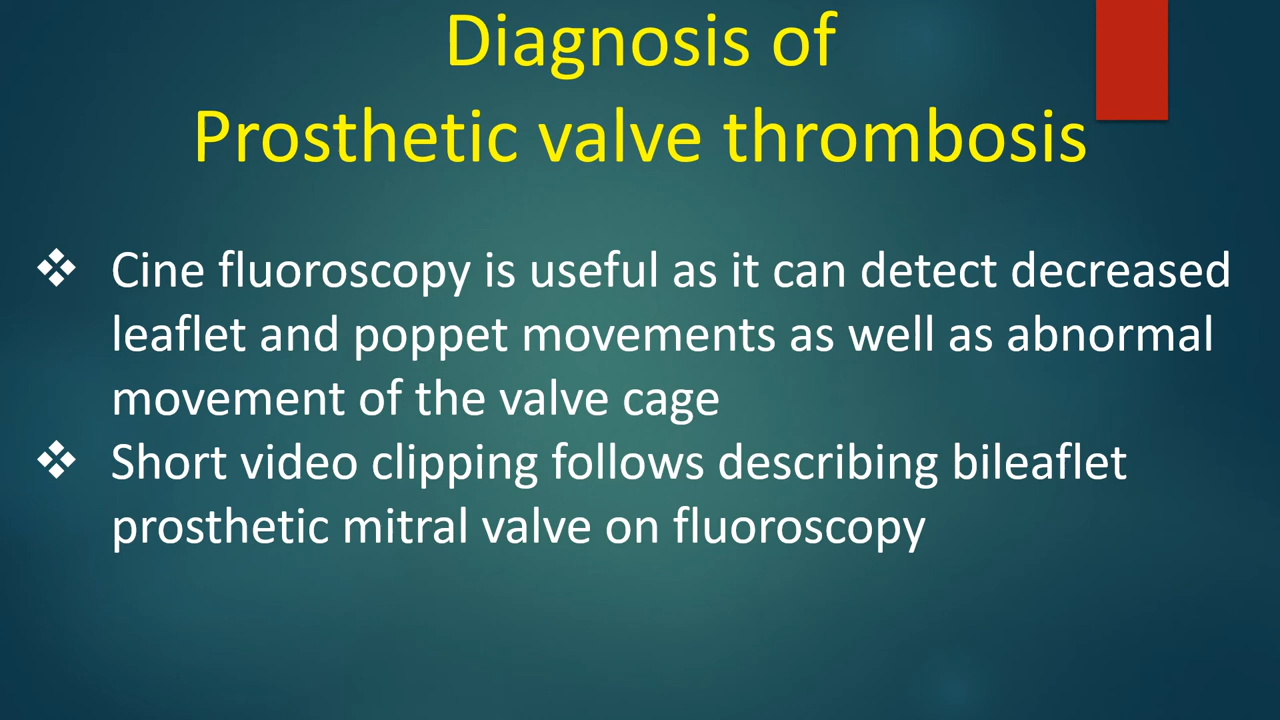 Diagnosis of
Prosthetic valve thrombosis
❖ Cine fluoroscopy is useful as it can detect decreased
leaflet and poppet movements as well as abnormal
movement of the valve cage
❖ Short video clipping follows describing bileaflet
prosthetic mitral valve on fluoroscopy